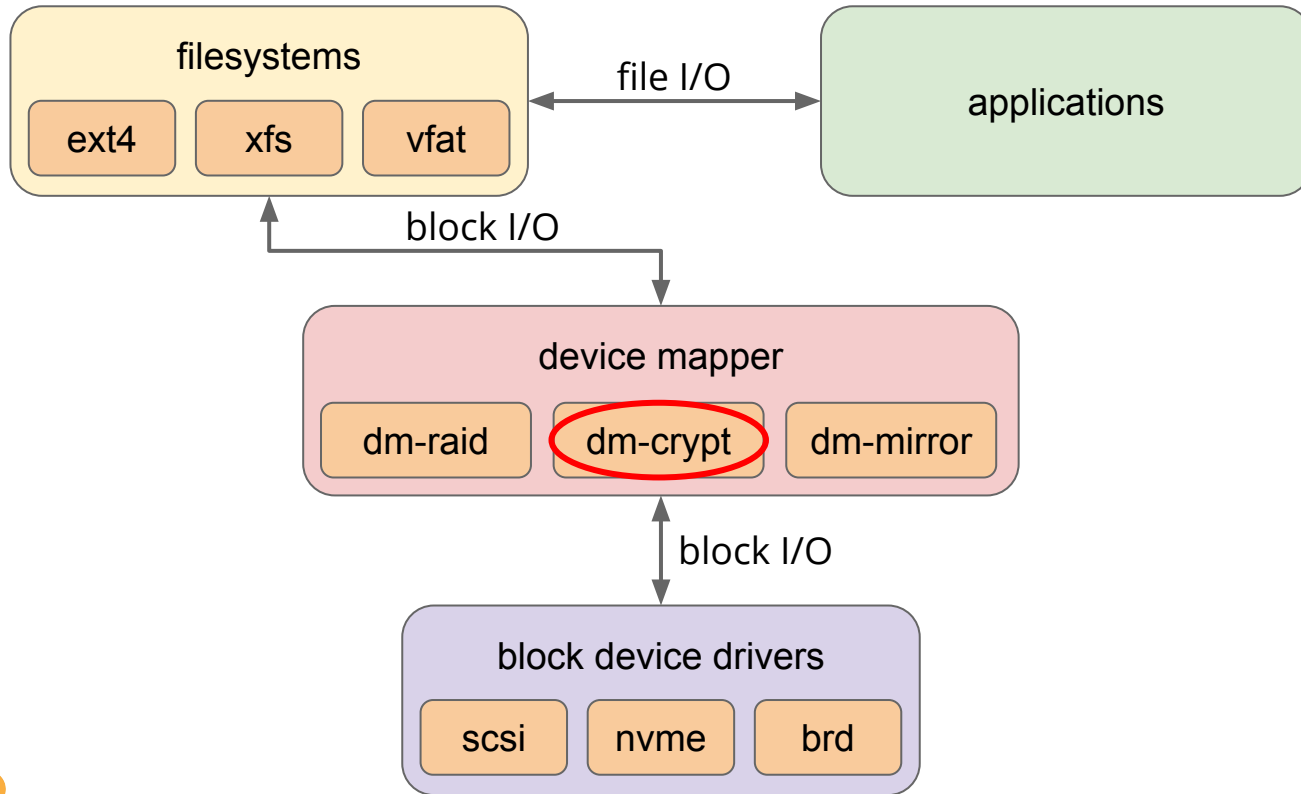 filesystems
ext4 xfs vfat
file I/O
applications
block I/O
device mapper
dm-raid dm-crypt dm-mirror
block I/O
block device drivers
scsi nvme brd